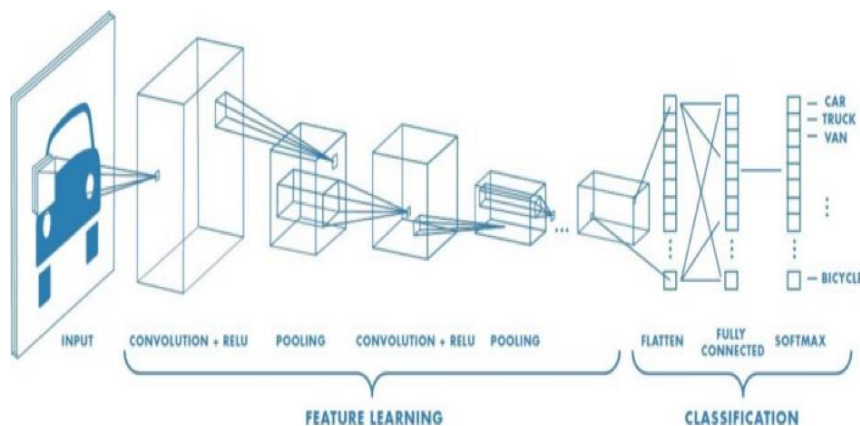 CAR
TRUCK
VAN
BICYCLE
INPUT
CONVOLUTION + RELU
POOLING
CONVOLUTION + RELU
POOLING
FLATTEN
FULLY
CONNECTED
SOFTMAX
FEATURE LEARNING
CLASSIFICATION